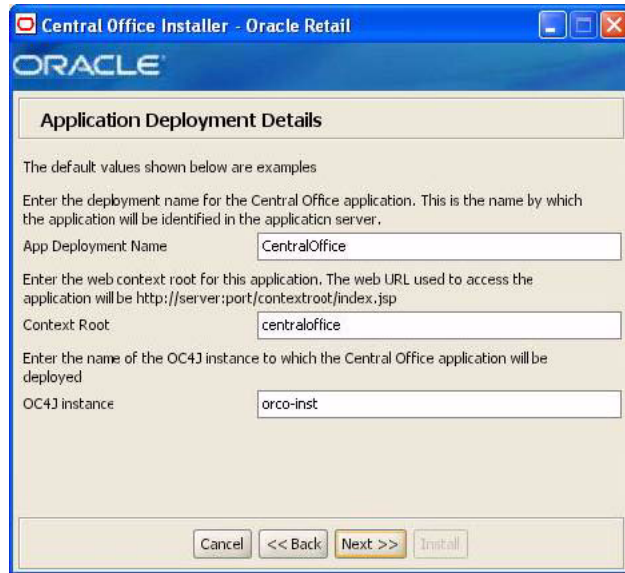 Central Office Installer - Oracle Retail
ORACLE
Application Deployment Details
The default values shown below are examples
Enter the deployment name for the Central Office application. This is the name by which
the application will be identified in the application server.
App Deployment Name
CentralOffice
Enter the web context root for this application. The web URL used to access the
application will be http://server:port/contextroot/index.jsp
Context Root
centraloffice
Enter the name of the OC4J instance to which the Central Office application will be
deployed
OC4J instance
orco-inst
Cancel
<< Back
Next >>
Install